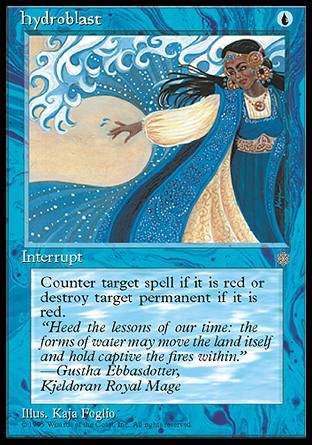 Hydroblast
Interrupt
Counter target spell if it is red or
destroy target permanent if it is
red.
"Heed the lessons of our time: the
forms of water may move the land itself
and hold captive the fires within."
—Gustha Ebbasdotter,
Kjeldoran Royal Mage
Illus. Kaja Foglio
© 1995 Wizards of the Coast, Inc. All rights reserved.